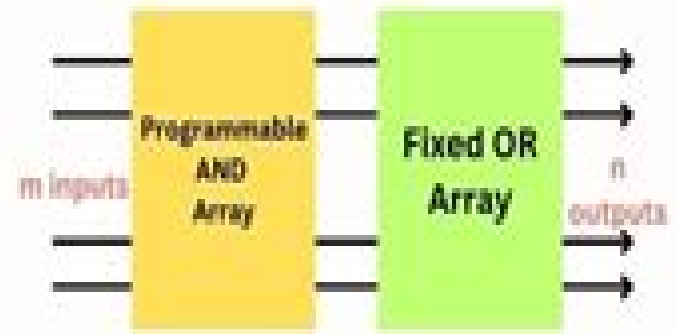 m inputs
Programmable
AND
Array
Fixed OR
Array
n
outputs